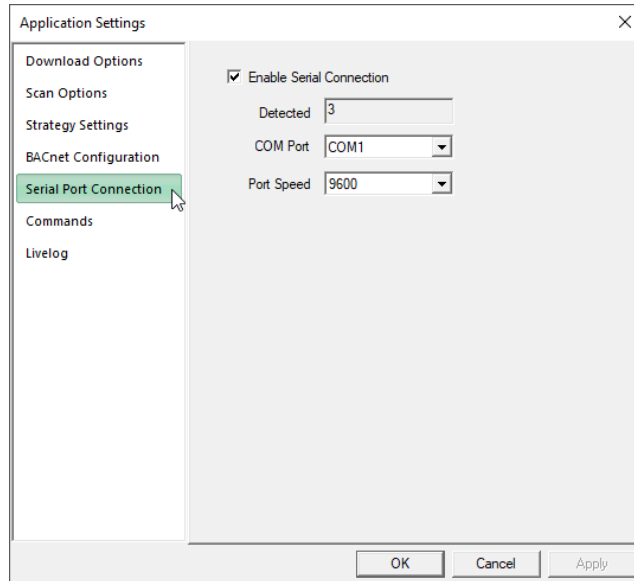 Application Settings
Download Options
Scan Options
Strategy Settings
BACnet Configuration
Serial Port Connection
Commands
Livelog
Enable Serial Connection
Detected 3
COM Port COM1
Port Speed 9600
OK Cancel Apply